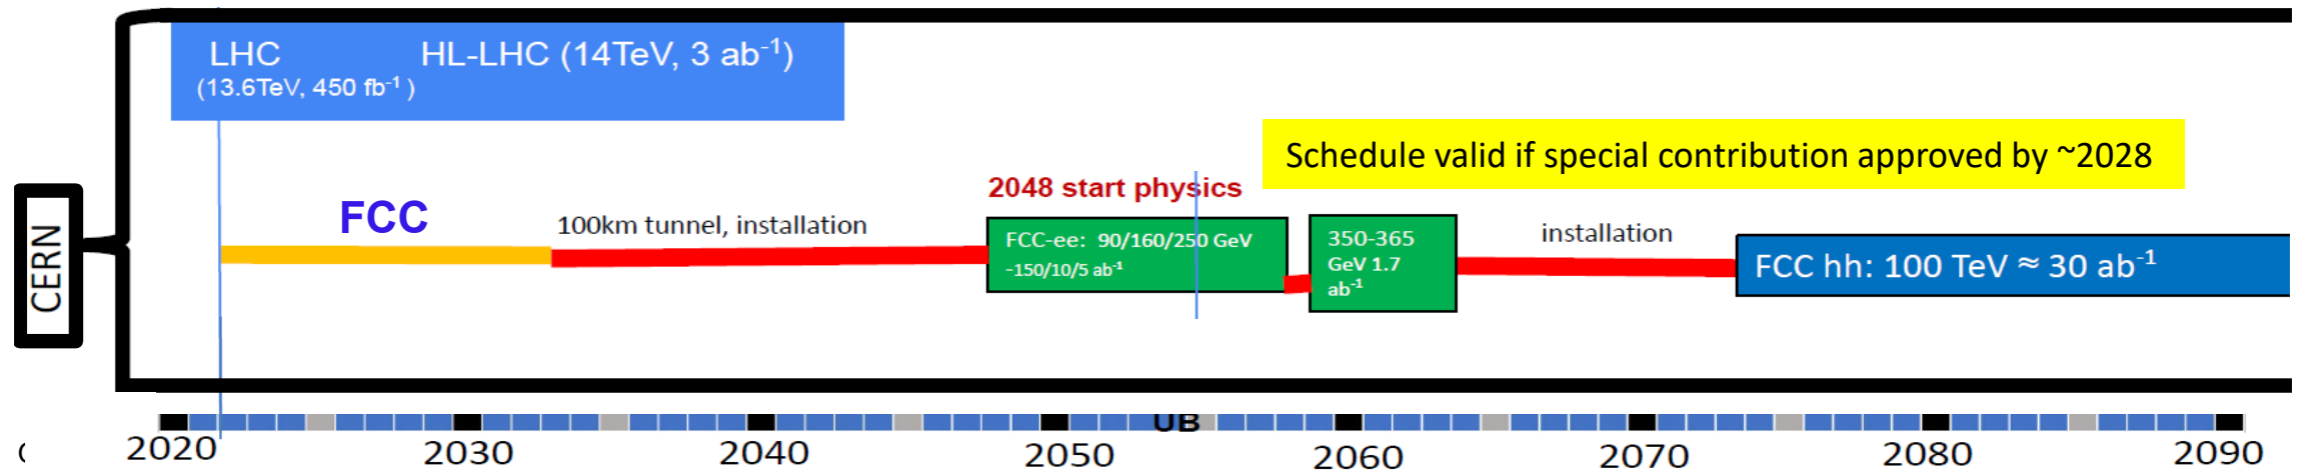 LHC HL-LHC (14TeV, 3 ab⁻¹)
(13.6TeV, 450 fb⁻¹ )
Schedule valid if special contribution approved by ~2028
2048 start physics
CERN
FCC
100km tunnel, installation
FCC-ee: 90/160/250 GeV
-150/10/5 ab⁻¹
350-365
GeV 1.7
ab⁻¹
installation
FCC hh: 100 TeV ≈ 30 ab⁻¹
UB
2020 2030 2040 2050 2060 2070 2080 2090